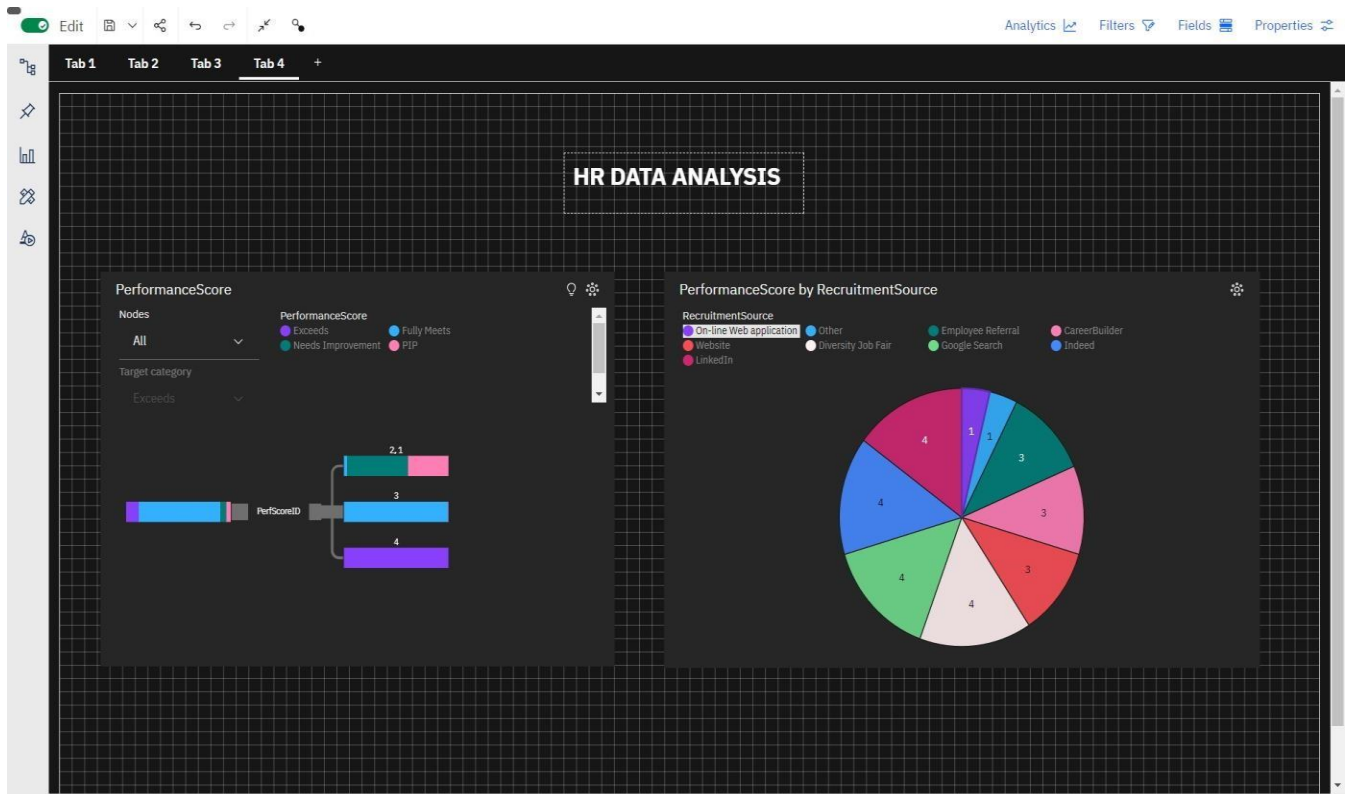 Edit
Analytics Filters Fields Properties
Tab 1 Tab 2 Tab 3 Tab 4 +
HR DATA ANALYSIS
PerformanceScore
Nodes
All
Target category
Exceeds
PerformanceScore
Exceeds Fully Meets
Needs Improvement PIP
2, 1
3
PerfScoreID
4
PerformanceScore by RecruitmentSource
RecruitmentSource
On-line Web application Other Employee Referral CareerBuilder
Website Diversity Job Fair Google Search Indeed
LinkedIn
1
1
3
3
3
4
4
4
4